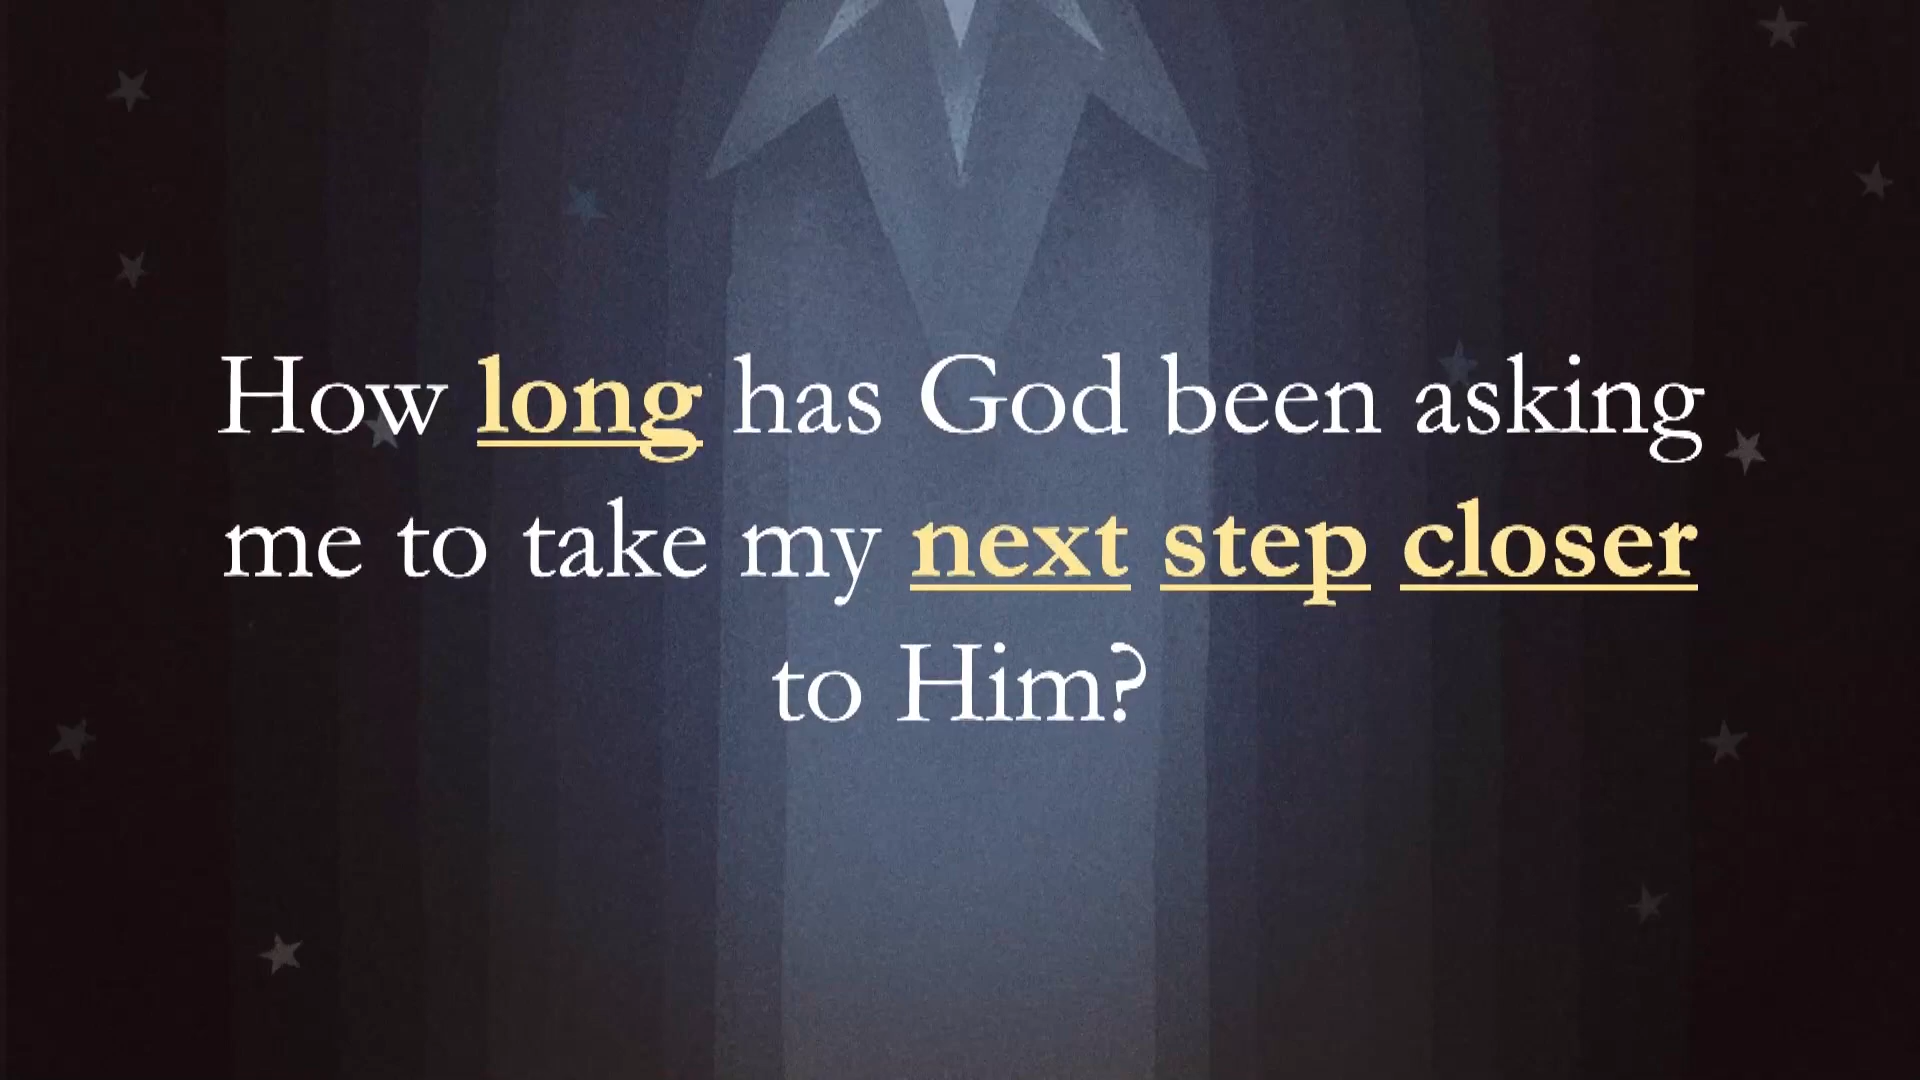 How long has God been asking
me to take my next step closer
to Him?